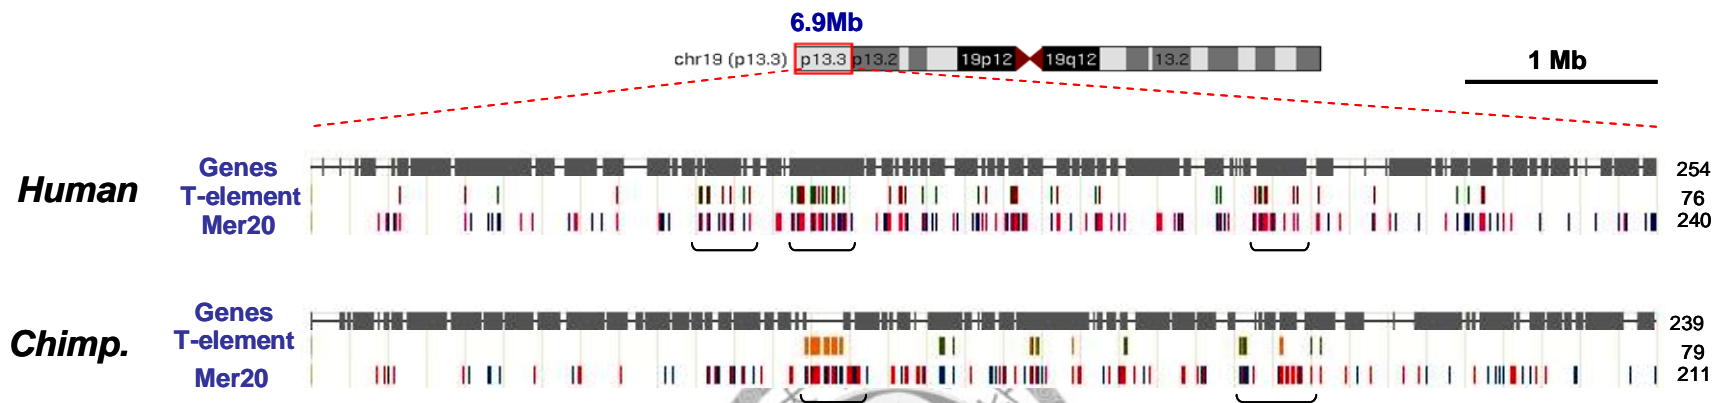 6.9Mb
chr19 (p13.3) p13.3 p13.2 19p12 19q12 13.2
1 Mb
Human
Genes 254
T-element 76
Mer20 240
Chimp.
Genes 239
T-element 79
Mer20 211